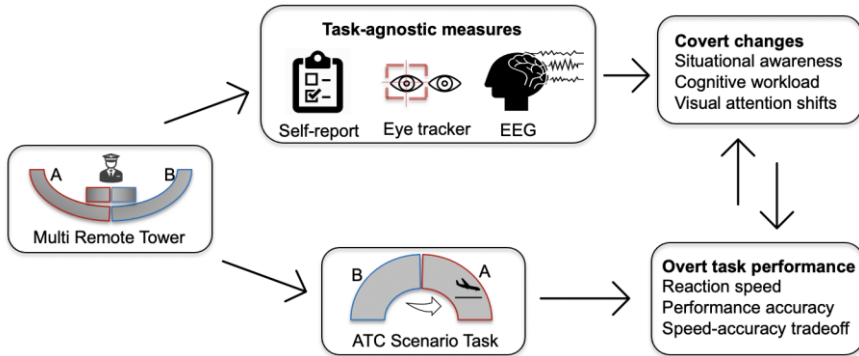 Task-agnostic measures
Self-report
Eye tracker
EEG
Covert changes
Situational awareness
Cognitive workload
Visual attention shifts
A
B
Multi Remote Tower
B
A
ATC Scenario Task
Overt task performance
Reaction speed
Performance accuracy
Speed-accuracy tradeoff